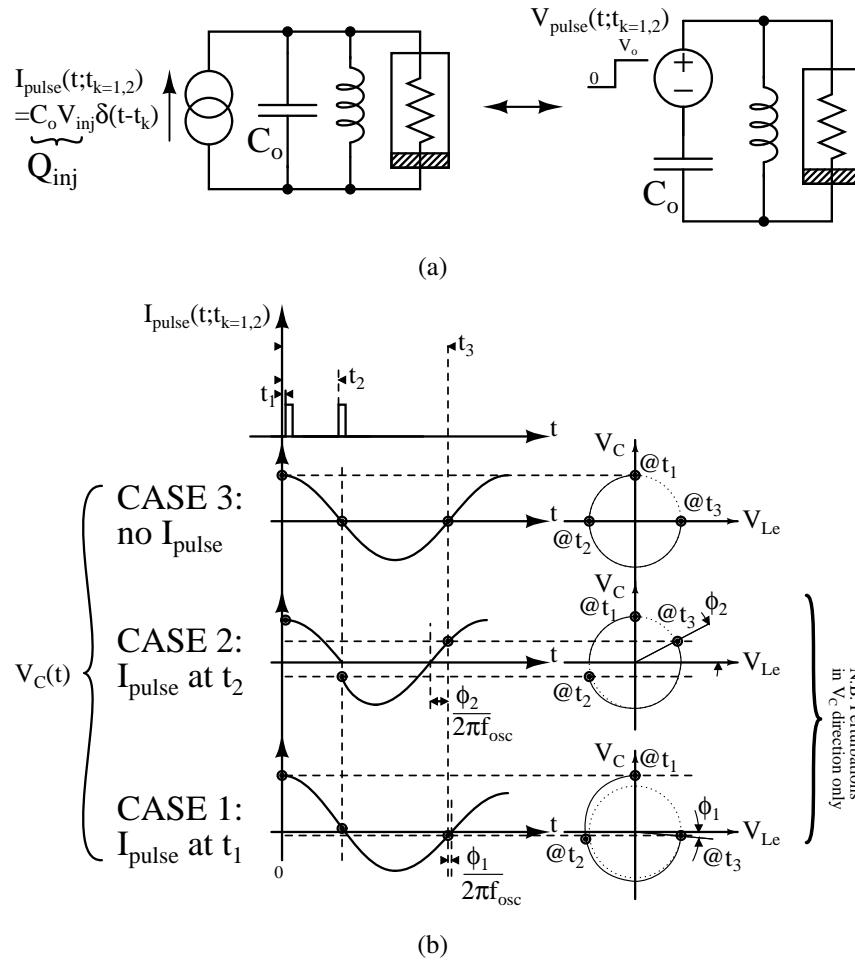 I_pulse(t;t_k=1,2)
=C_oV_injδ(t-t_k)
Q_inj
C_o
V_pulse(t;t_k=1,2)
V_o
0
+
−
C_o
(a)
I_pulse(t;t_k=1,2)
t_3
t_2
t_1
t
CASE 3:
no I_pulse
t
V_C
@t_1
@t_3
@t_2
V_Le
V_C(t)
CASE 2:
I_pulse at t_2
t
ϕ_2
2πf_osc
V_C
@t_1
@t_3
ϕ_2
@t_2
V_Le
CASE 1:
I_pulse at t_1
0
t
ϕ_1
2πf_osc
V_C
@t_1
ϕ_1
@t_2
@t_3
V_Le
N.B. Perturbations
in V_C direction only
(b)